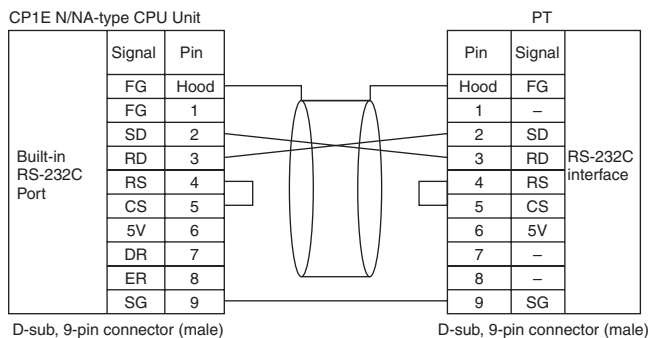 CP1E N/NA-type CPU Unit PT
Signal Pin Pin Signal
FG Hood Hood FG
FG 1 1 –
SD 2 2 SD
RD 3 3 RD
RS 4 4 RS
CS 5 5 CS
5V 6 6 5V
DR 7 7 –
ER 8 8 –
SG 9 9 SG
Built-in
RS-232C
Port
RS-232C
interface
D-sub, 9-pin connector (male) D-sub, 9-pin connector (male)